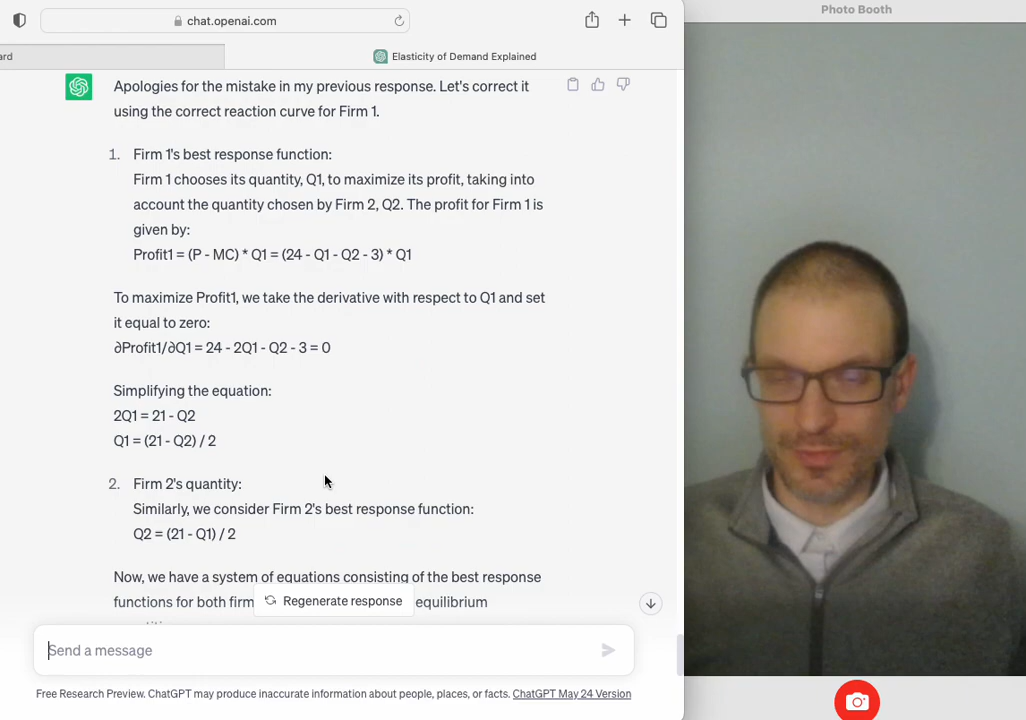 Photo Booth
chat.openai.com
ard
Elasticity of Demand Explained
Apologies for the mistake in my previous response. Let's correct it
using the correct reaction curve for Firm 1.
1. Firm 1's best response function:
Firm 1 chooses its quantity, Q1, to maximize its profit, taking into
account the quantity chosen by Firm 2, Q2. The profit for Firm 1 is
given by:
Profit1 = (P - MC) * Q1 = (24 - Q1 - Q2 - 3) * Q1
To maximize Profit1, we take the derivative with respect to Q1 and set
it equal to zero:
∂Profit1/∂Q1 = 24 - 2Q1 - Q2 - 3 = 0
Simplifying the equation:
2Q1 = 21 - Q2
Q1 = (21 - Q2) / 2
2. Firm 2's quantity:
Similarly, we consider Firm 2's best response function:
Q2 = (21 - Q1) / 2
Now, we have a system of equations consisting of the best response
functions for both firm
equilibrium
Regenerate response
Send a message
Free Research Preview. ChatGPT may produce inaccurate information about people, places, or facts. ChatGPT May 24 Version